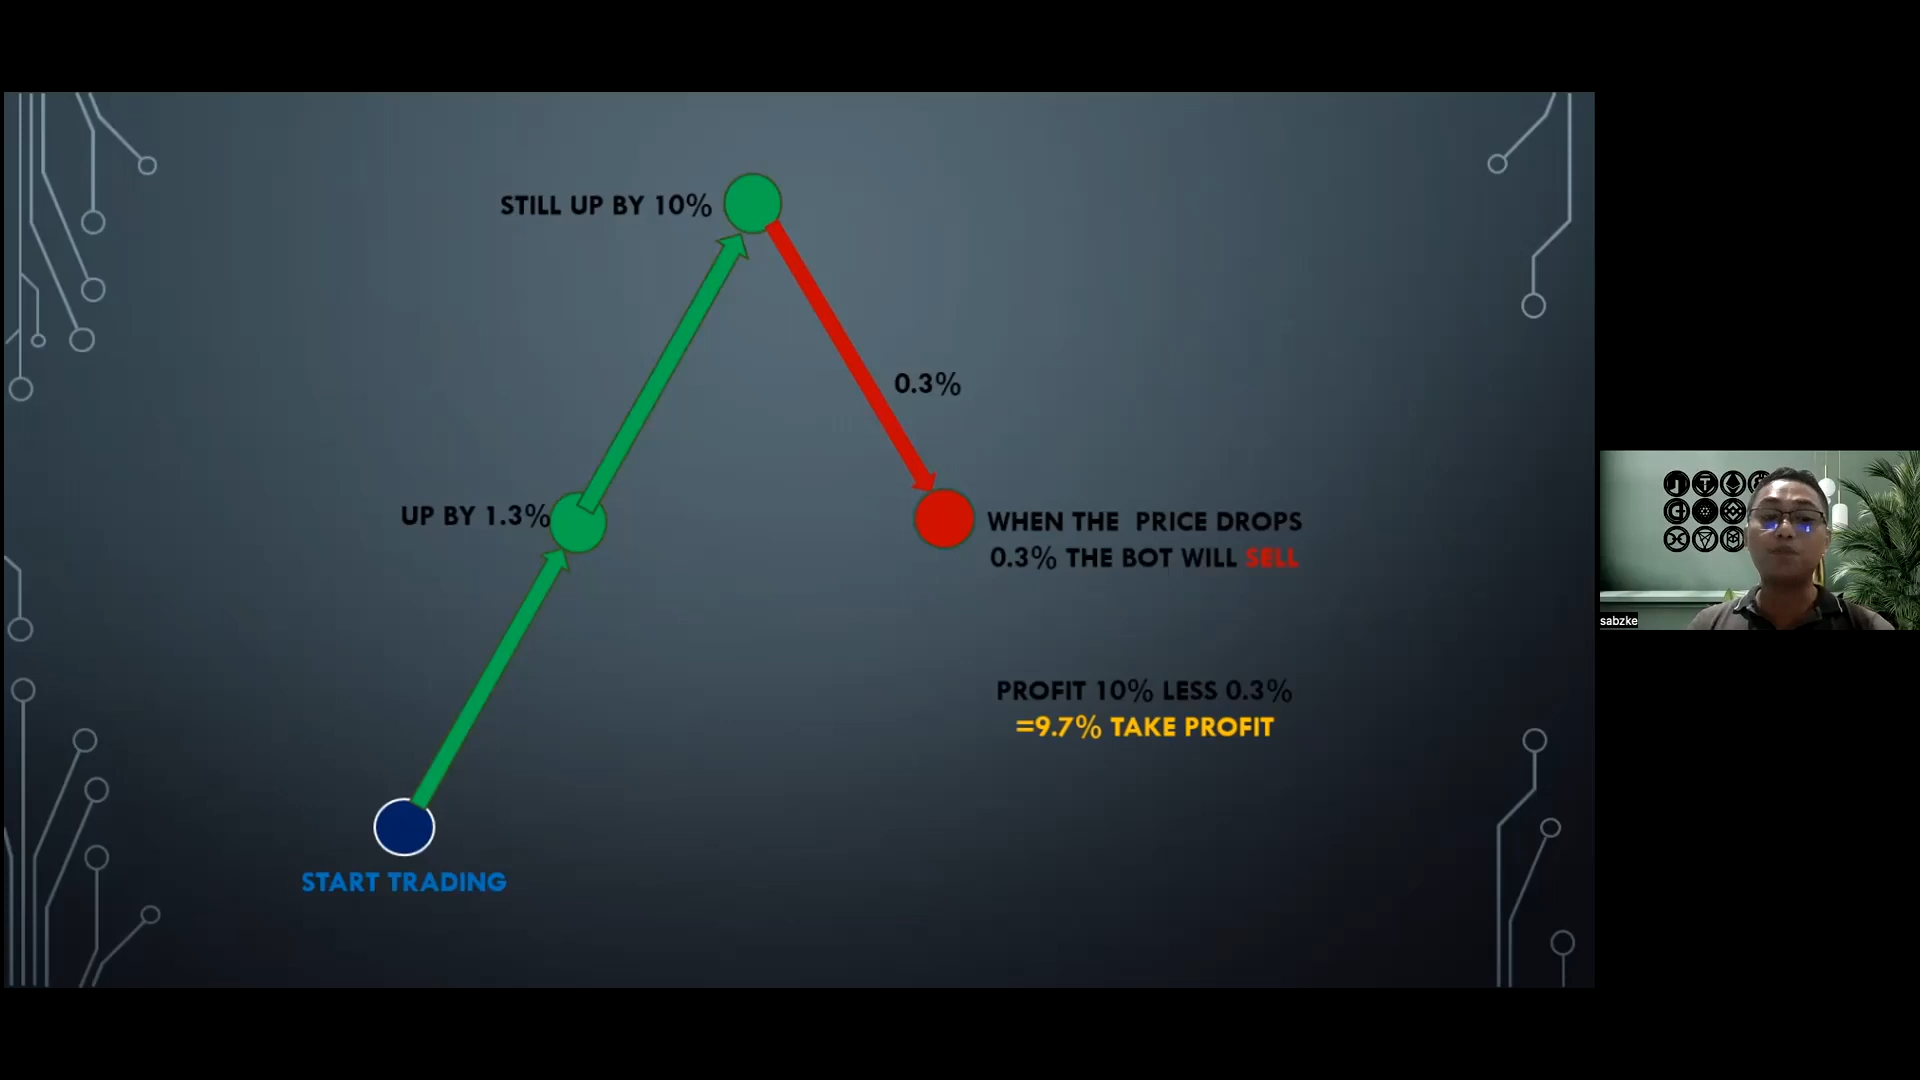 STILL UP BY 10%
0.3%
UP BY 1.3%
WHEN THE PRICE DROPS
0.3% THE BOT WILL SELL
PROFIT 10% LESS 0.3%
=9.7% TAKE PROFIT
START TRADING
sabzke